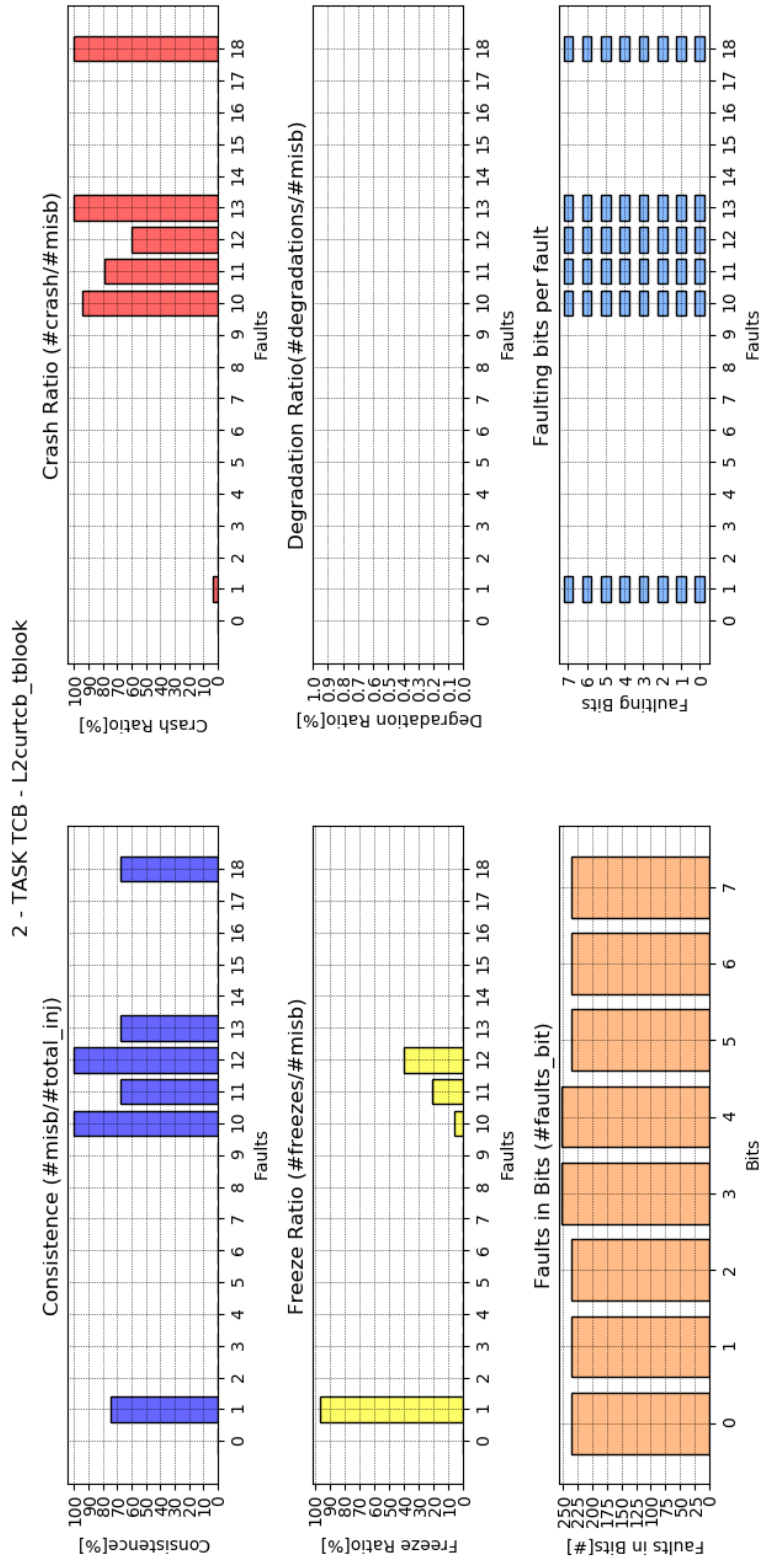 2 - TASK TCB - L2curtcb_tblook
Consistence (#misb/#total_inj)
Consistence[%]
100
90
80
70
60
50
40
30
20
10
0
0 1 2 3 4 5 6 7 8 9 10 11 12 13 14 15 16 17 18
Faults
Crash Ratio (#crash/#misb)
Crash Ratio[%]
100
90
80
70
60
50
40
30
20
10
0
0 1 2 3 4 5 6 7 8 9 10 11 12 13 14 15 16 17 18
Faults
Freeze Ratio (#freezes/#misb)
Freeze Ratio[%]
100
90
80
70
60
50
40
30
20
10
0
0 1 2 3 4 5 6 7 8 9 10 11 12 13 14 15 16 17 18
Faults
Degradation Ratio(#degradations/#misb)
Degradation Ratio[%]
1.0
0.9
0.8
0.7
0.6
0.5
0.4
0.3
0.2
0.1
0.0
0 1 2 3 4 5 6 7 8 9 10 11 12 13 14 15 16 17 18
Faults
Faults in Bits (#faults_bit)
Faults in Bits[#]
250
225
200
175
150
125
100
75
50
25
0
0 1 2 3 4 5 6 7
Bits
Faulting bits per fault
Faulting Bits
7
6
5
4
3
2
1
0
0 1 2 3 4 5 6 7 8 9 10 11 12 13 14 15 16 17 18
Faults